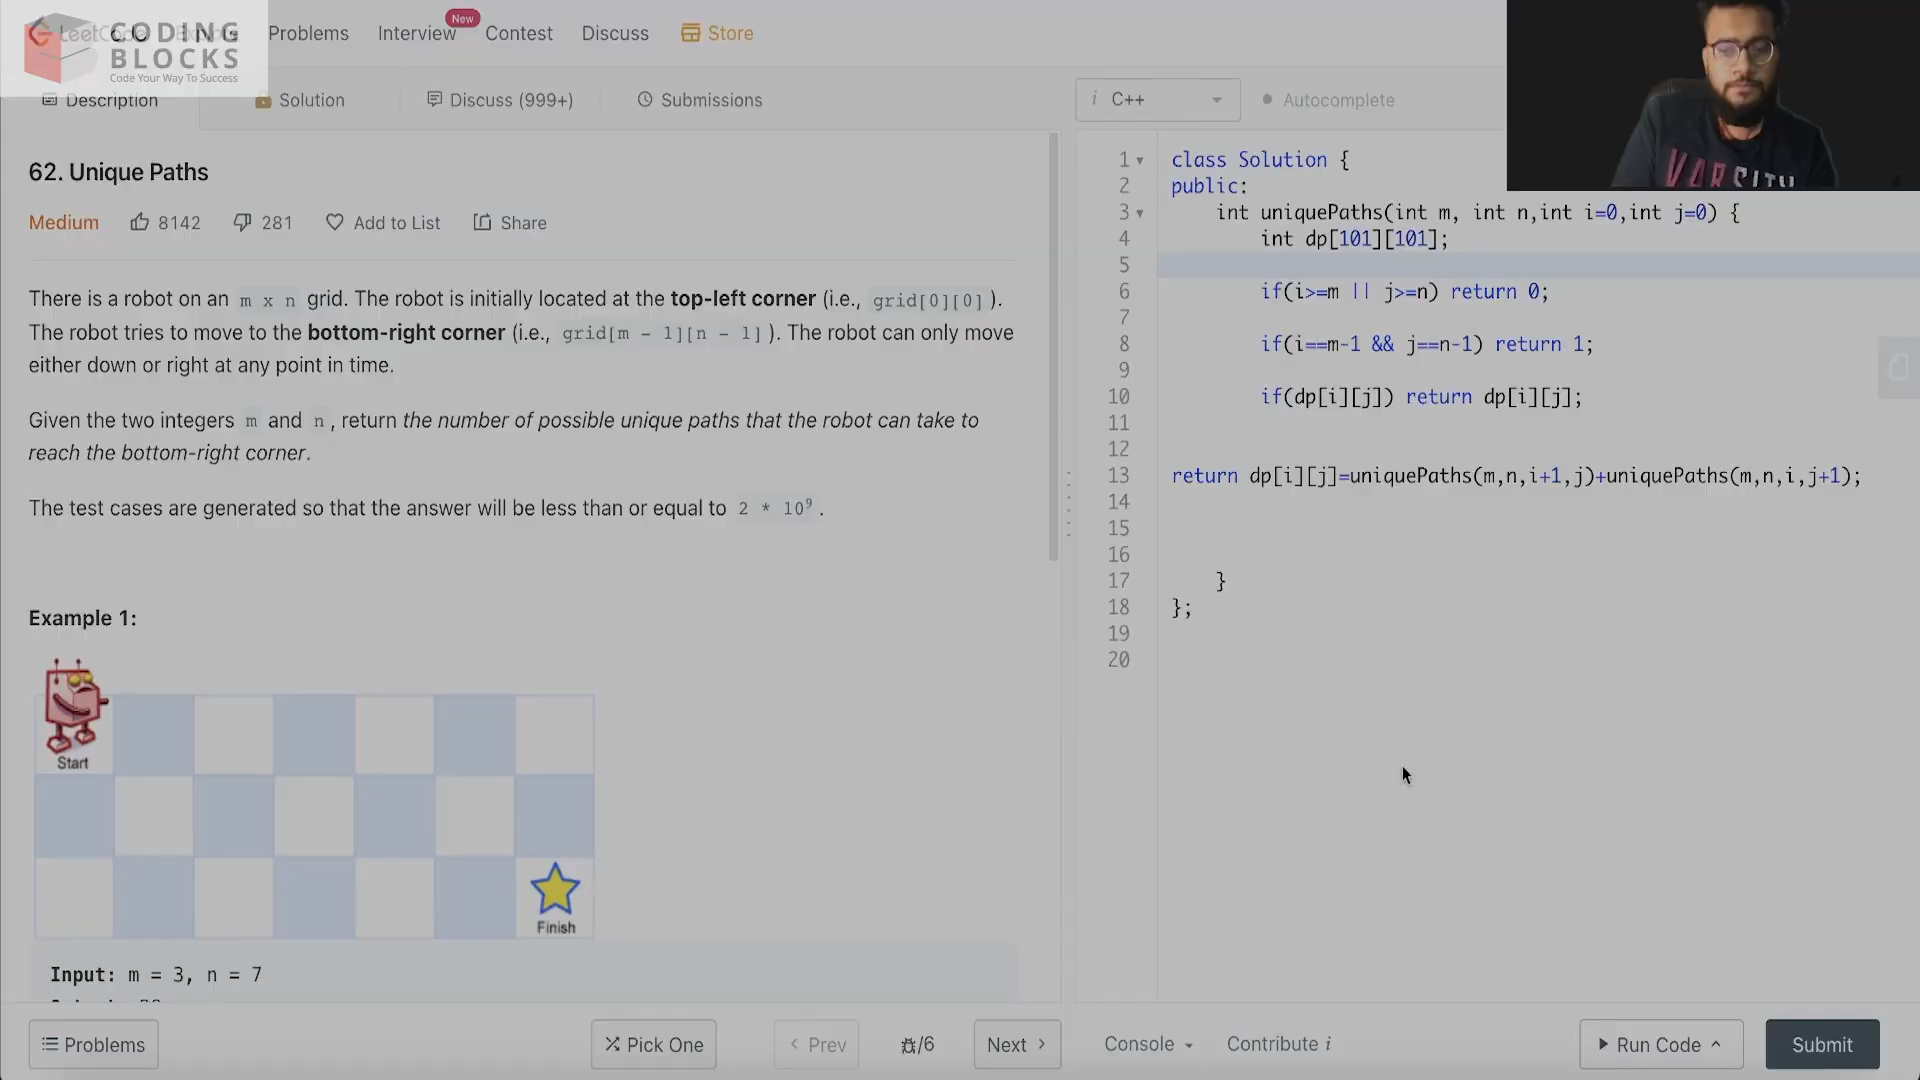 CODING
BLOCKS
Code Your Way To Success
Problems
Interview
New
Contest
Discuss
Store
Description
Solution
Discuss (999+)
Submissions
i C++
Autocomplete
62. Unique Paths
Medium
8142
281
Add to List
Share
There is a robot on an m x n grid. The robot is initially located at the top-left corner (i.e., grid[0][0]).
The robot tries to move to the bottom-right corner (i.e., grid[m - 1][n - 1]). The robot can only move
either down or right at any point in time.
Given the two integers m and n, return the number of possible unique paths that the robot can take to
reach the bottom-right corner.
The test cases are generated so that the answer will be less than or equal to 2 * 10⁹.
Example 1:
Start
Finish
Input: m = 3, n = 7
1
class Solution {
2
public:
3
int uniquePaths(int m, int n,int i=0,int j=0) {
4
int dp[101][101];
5
6
if(i>=m || j>=n) return 0;
7
8
if(i==m-1 && j==n-1) return 1;
9
10
if(dp[i][j]) return dp[i][j];
11
12
13
return dp[i][j]=uniquePaths(m,n,i+1,j)+uniquePaths(m,n,i,j+1);
14
15
16
17
}
18
};
19
20
VARSITY
Problems
Pick One
Prev
/6
Next
Console
Contribute i
Run Code
Submit